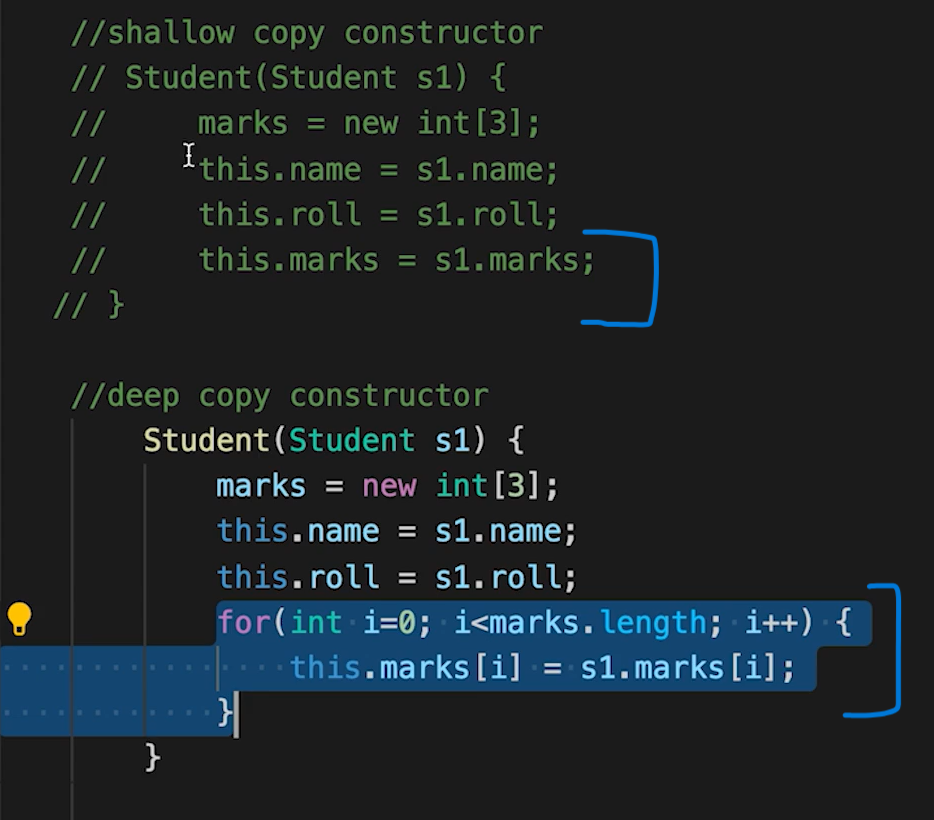 //shallow copy constructor
// Student(Student s1) {
//     marks = new int[3];
//     this.name = s1.name;
//     this.roll = s1.roll;
//     this.marks = s1.marks;
// }
//deep copy constructor
Student(Student s1) {
marks = new int[3];
this.name = s1.name;
this.roll = s1.roll;
for(int i=0; i<marks.length; i++) {
this.marks[i] = s1.marks[i];
}
}